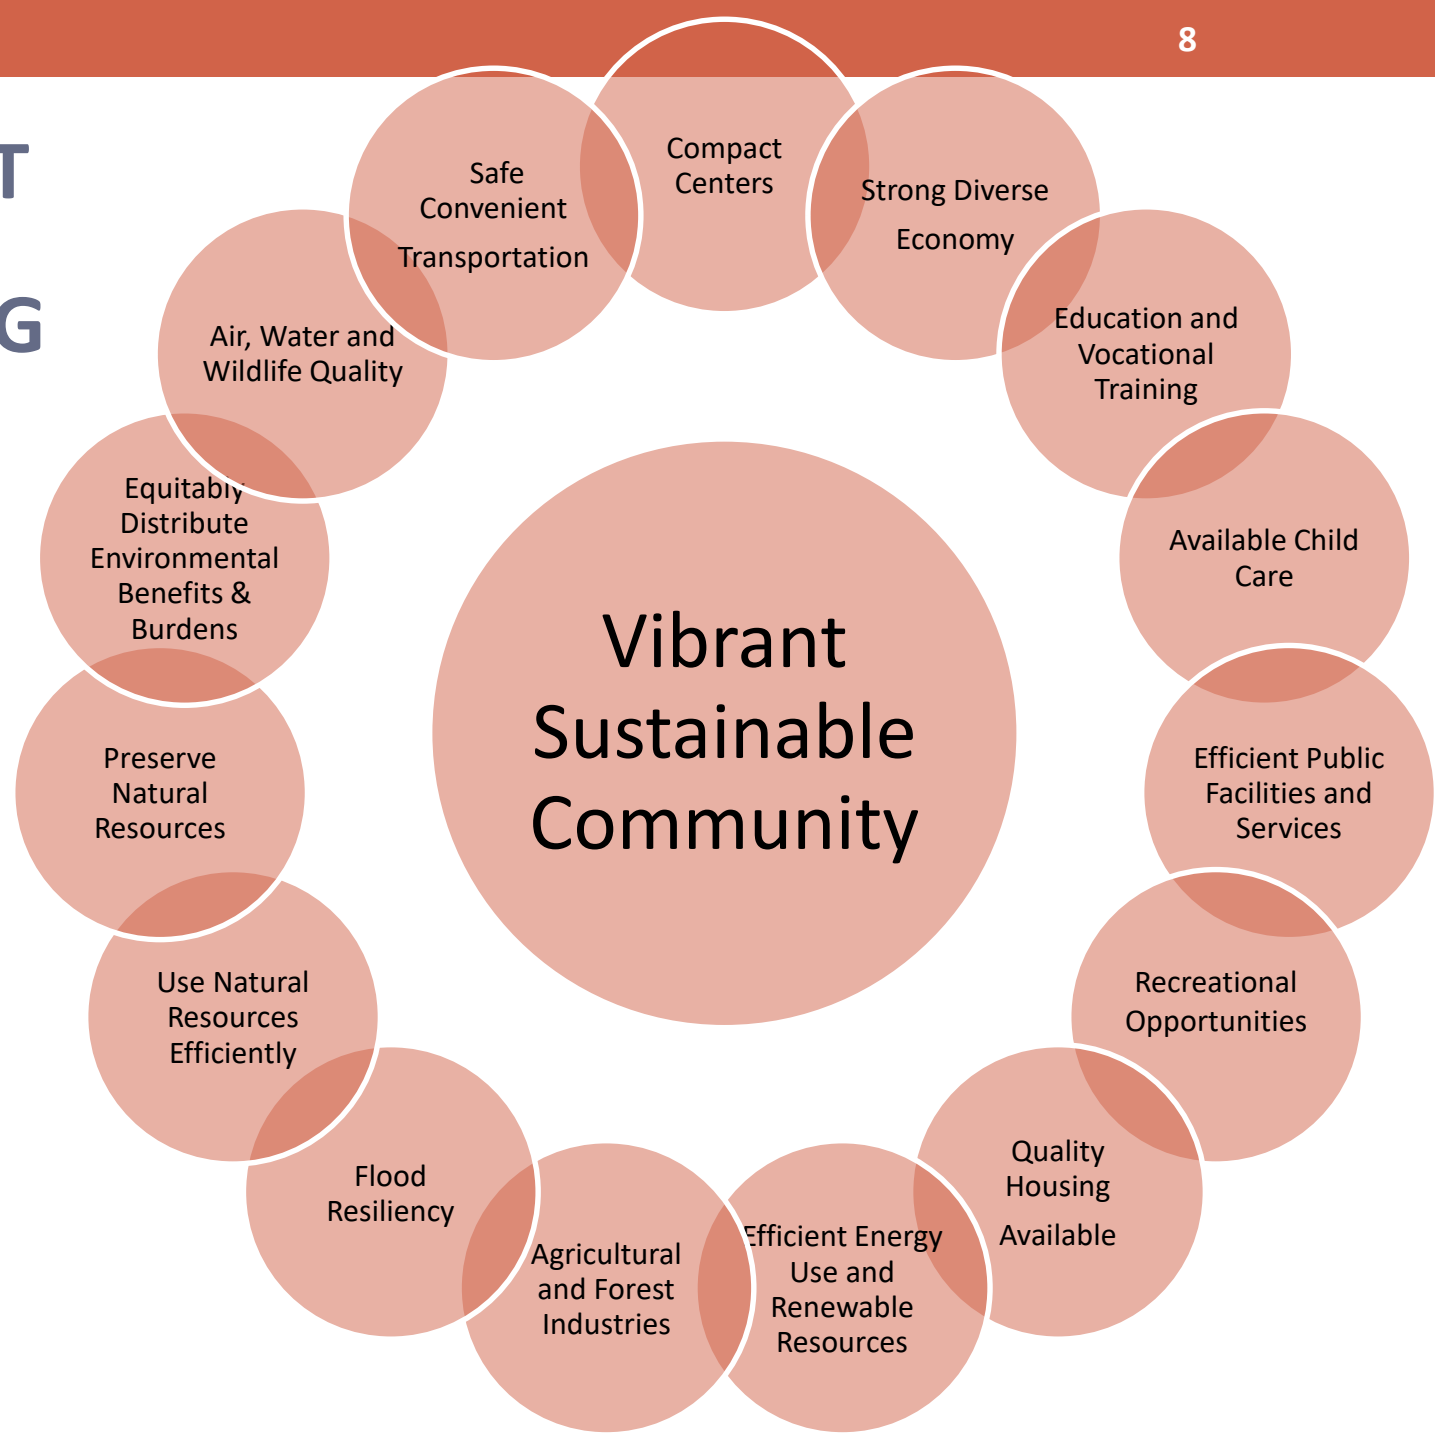 8
T
G
Compact
Centers
Strong Diverse
Economy
Education and
Vocational
Training
Available Child
Care
Efficient Public
Facilities and
Services
Recreational
Opportunities
Quality
Housing
Available
Efficient Energy
Use and
Renewable
Resources
Agricultural
and Forest
Industries
Flood
Resiliency
Use Natural
Resources
Efficiently
Preserve
Natural
Resources
Equitably
Distribute
Environmental
Benefits &
Burdens
Air, Water and
Wildlife Quality
Safe
Convenient
Transportation
Vibrant
Sustainable
Community